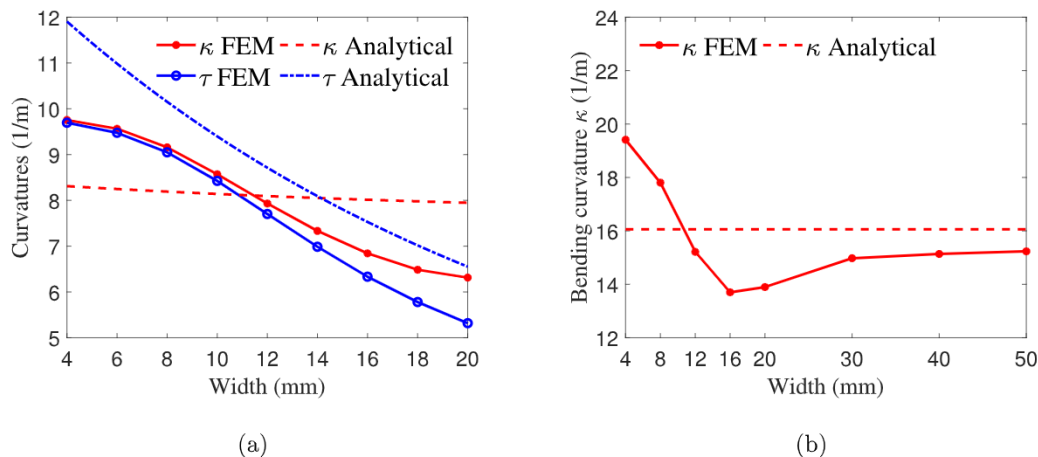 κ FEM
κ Analytical
τ FEM
τ Analytical
12
11
10
9
8
7
6
5
Curvatures (1/m)
4 6 8 10 12 14 16 18 20
Width (mm)
(a)
κ FEM
κ Analytical
24
22
20
18
16
14
12
Bending curvature κ (1/m)
4 8 12 16 20 30 40 50
Width (mm)
(b)